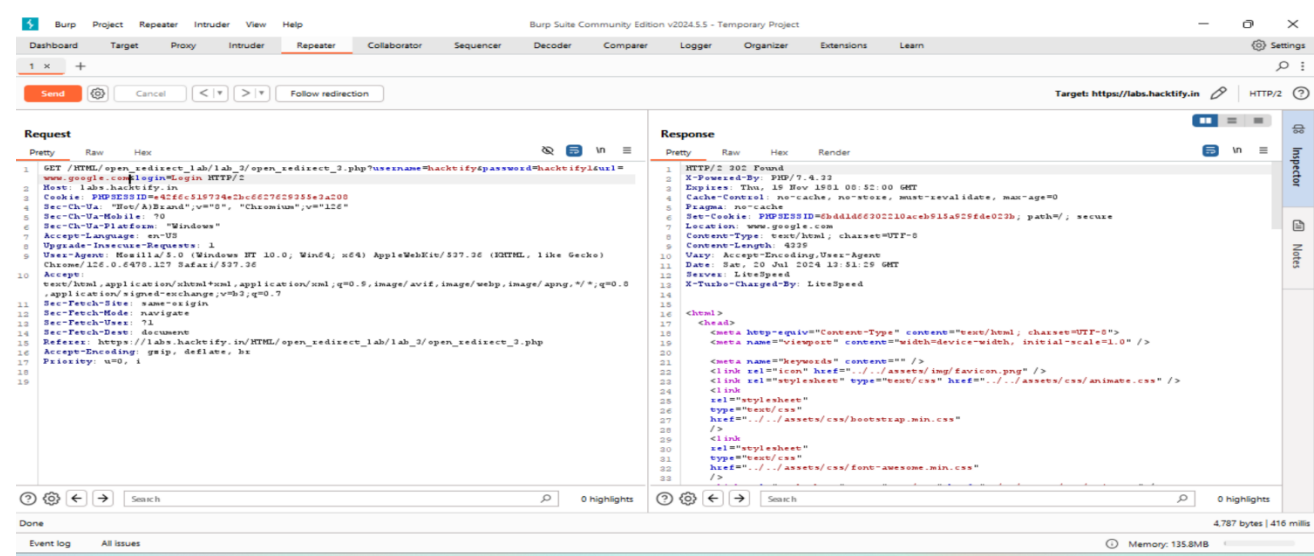 Burp Project Repeater Intruder View Help
Burp Suite Community Edition v2024.5.5 - Temporary Project
Dashboard Target Proxy Intruder Repeater Collaborator Sequencer Decoder Comparer Logger Organizer Extensions Learn
Settings
1 × +
Send Cancel < > Follow redirection
Target: https://labs.hacktify.in HTTP/2
Request
Pretty Raw Hex
\n
1 GET /HTML/open_redirect_lab/lab_3/open_redirect_3.php?username=hacktify&password=hacktify1&url=
www.google.com&login=Login HTTP/2
2 Host: labs.hacktify.in
3 Cookie: PHPSESSID=
4 Sec-Ch-Ua: "Not/A)Brand";v="8", "Chromium";v="126"
5 Sec-Ch-Ua-Mobile: ?0
6 Sec-Ch-Ua-Platform: "Windows"
7 Accept-Language: en-US
8 Upgrade-Insecure-Requests: 1
9 User-Agent: Mozilla/5.0 (Windows NT 10.0; Win64; x64) AppleWebKit/537.36 (KHTML, like Gecko)
Chrome/126.0.6478.127 Safari/537.36
10 Accept:
text/html,application/xhtml+xml,application/xml;q=0.9,image/avif,image/webp,image/apng,*/*;q=0.8
,application/signed-exchange;v=b3;q=0.7
11 Sec-Fetch-Site: same-origin
12 Sec-Fetch-Mode: navigate
13 Sec-Fetch-User: ?1
14 Sec-Fetch-Dest: document
15 Referer: https://labs.hacktify.in/HTML/open_redirect_lab/lab_3/open_redirect_3.php
16 Accept-Encoding: gzip, deflate, br
17 Priority: u=0, i
18
19
Search 0 highlights
Response
Pretty Raw Hex Render
\n
1 HTTP/2 302 Found
2 X-Powered-By: PHP/7.4.33
3 Expires: Thu, 19 Nov 1981 08:52:00 GMT
4 Cache-Control: no-cache, no-store, must-revalidate, max-age=0
5 Pragma: no-cache
6 Set-Cookie: PHPSESSID= path=/; secure
7 Location: www.google.com
8 Content-Type: text/html; charset=UTF-8
9 Content-Length: 4339
10 Vary: Accept-Encoding,User-Agent
11 Date: Sat, 20 Jul 2024 13:51:29 GMT
12 Server: LiteSpeed
13 X-Turbo-Charged-By: LiteSpeed
14
15
16 <html>
17 <head>
18 <meta http-equiv="Content-Type" content="text/html; charset=UTF-8">
19 <meta name="viewport" content="width=device-width, initial-scale=1.0" />
20
21 <meta name="keywords" content="" />
22 <link rel="icon" href="../../assets/img/favicon.png" />
23 <link rel="stylesheet" type="text/css" href="../../assets/css/animate.css" />
24 <link
25 rel="stylesheet"
26 type="text/css"
27 href="../../assets/css/bootstrap.min.css"
28 />
29 <link
30 rel="stylesheet"
31 type="text/css"
32 href="../../assets/css/font-awesome.min.css"
33 />
Search 0 highlights
Inspector
Notes
Done
4,787 bytes | 416 millis
Event log All issues
Memory: 135.8MB